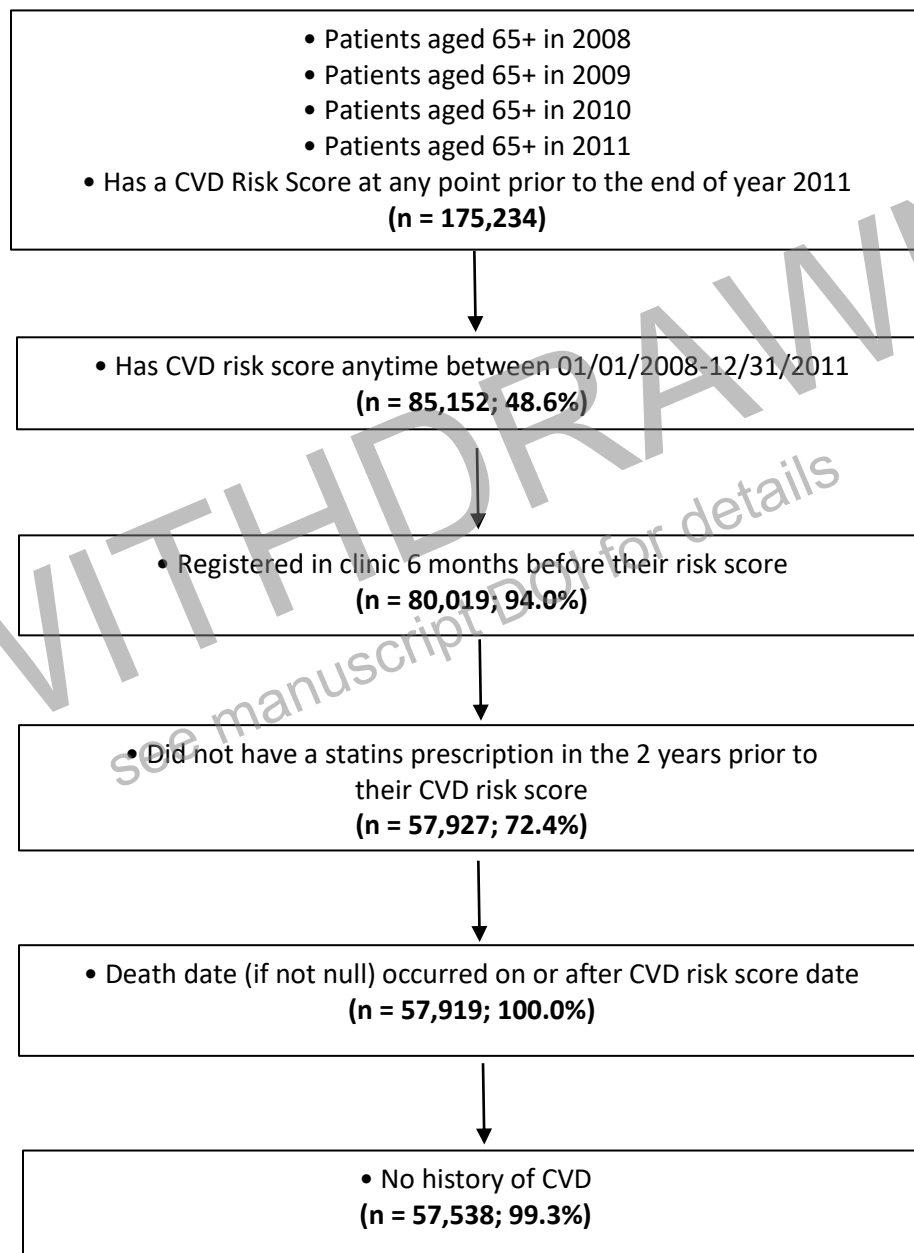 • Patients aged 65+ in 2008
• Patients aged 65+ in 2009
• Patients aged 65+ in 2010
• Patients aged 65+ in 2011
• Has a CVD Risk Score at any point prior to the end of year 2011
(n = 175,234)
• Has CVD risk score anytime between 01/01/2008-12/31/2011
(n = 85,152; 48.6%)
• Registered in clinic 6 months before their risk score
(n = 80,019; 94.0%)
• Did not have a statins prescription in the 2 years prior to
their CVD risk score
(n = 57,927; 72.4%)
• Death date (if not null) occurred on or after CVD risk score date
(n = 57,919; 100.0%)
• No history of CVD
(n = 57,538; 99.3%)
WITHDRAWN
see manuscript DOI for details